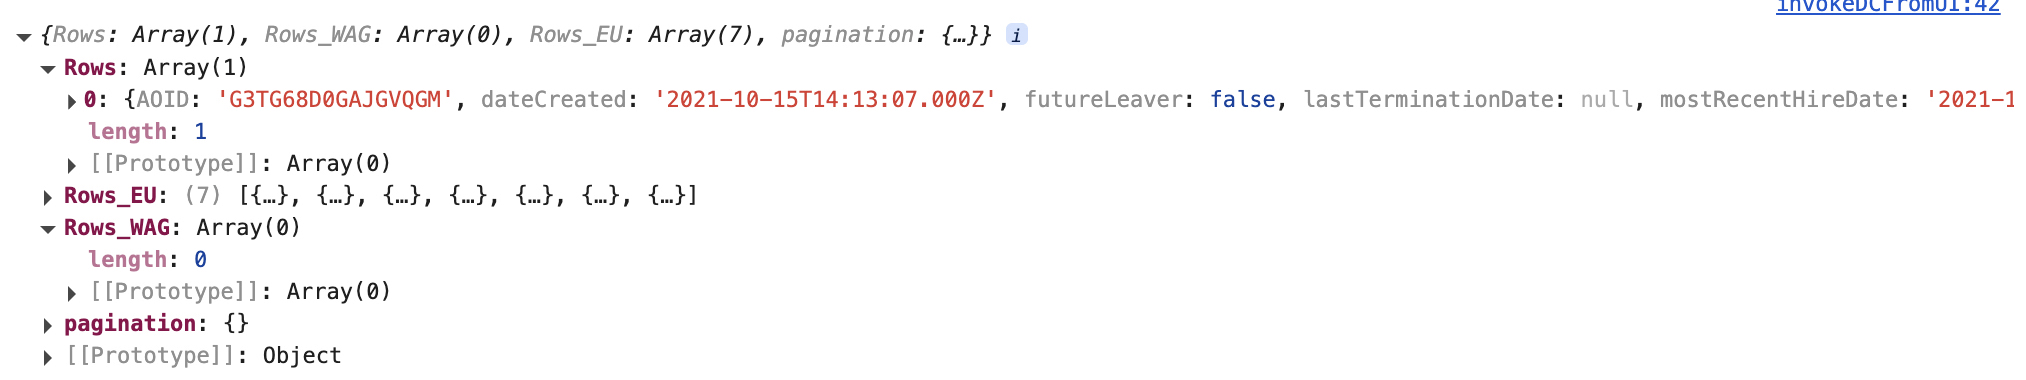 invokeDCFromUI:42
{Rows: Array(1), Rows_WAG: Array(0), Rows_EU: Array(7), pagination: {…}} i
Rows: Array(1)
0: {AOID: 'G3TG68D0GAJGVQGM', dateCreated: '2021-10-15T14:13:07.000Z', futureLeaver: false, lastTerminationDate: null, mostRecentHireDate: '2021-1
length: 1
[[Prototype]]: Array(0)
Rows_EU: (7) [{…}, {…}, {…}, {…}, {…}, {…}, {…}]
Rows_WAG: Array(0)
length: 0
[[Prototype]]: Array(0)
pagination: {}
[[Prototype]]: Object